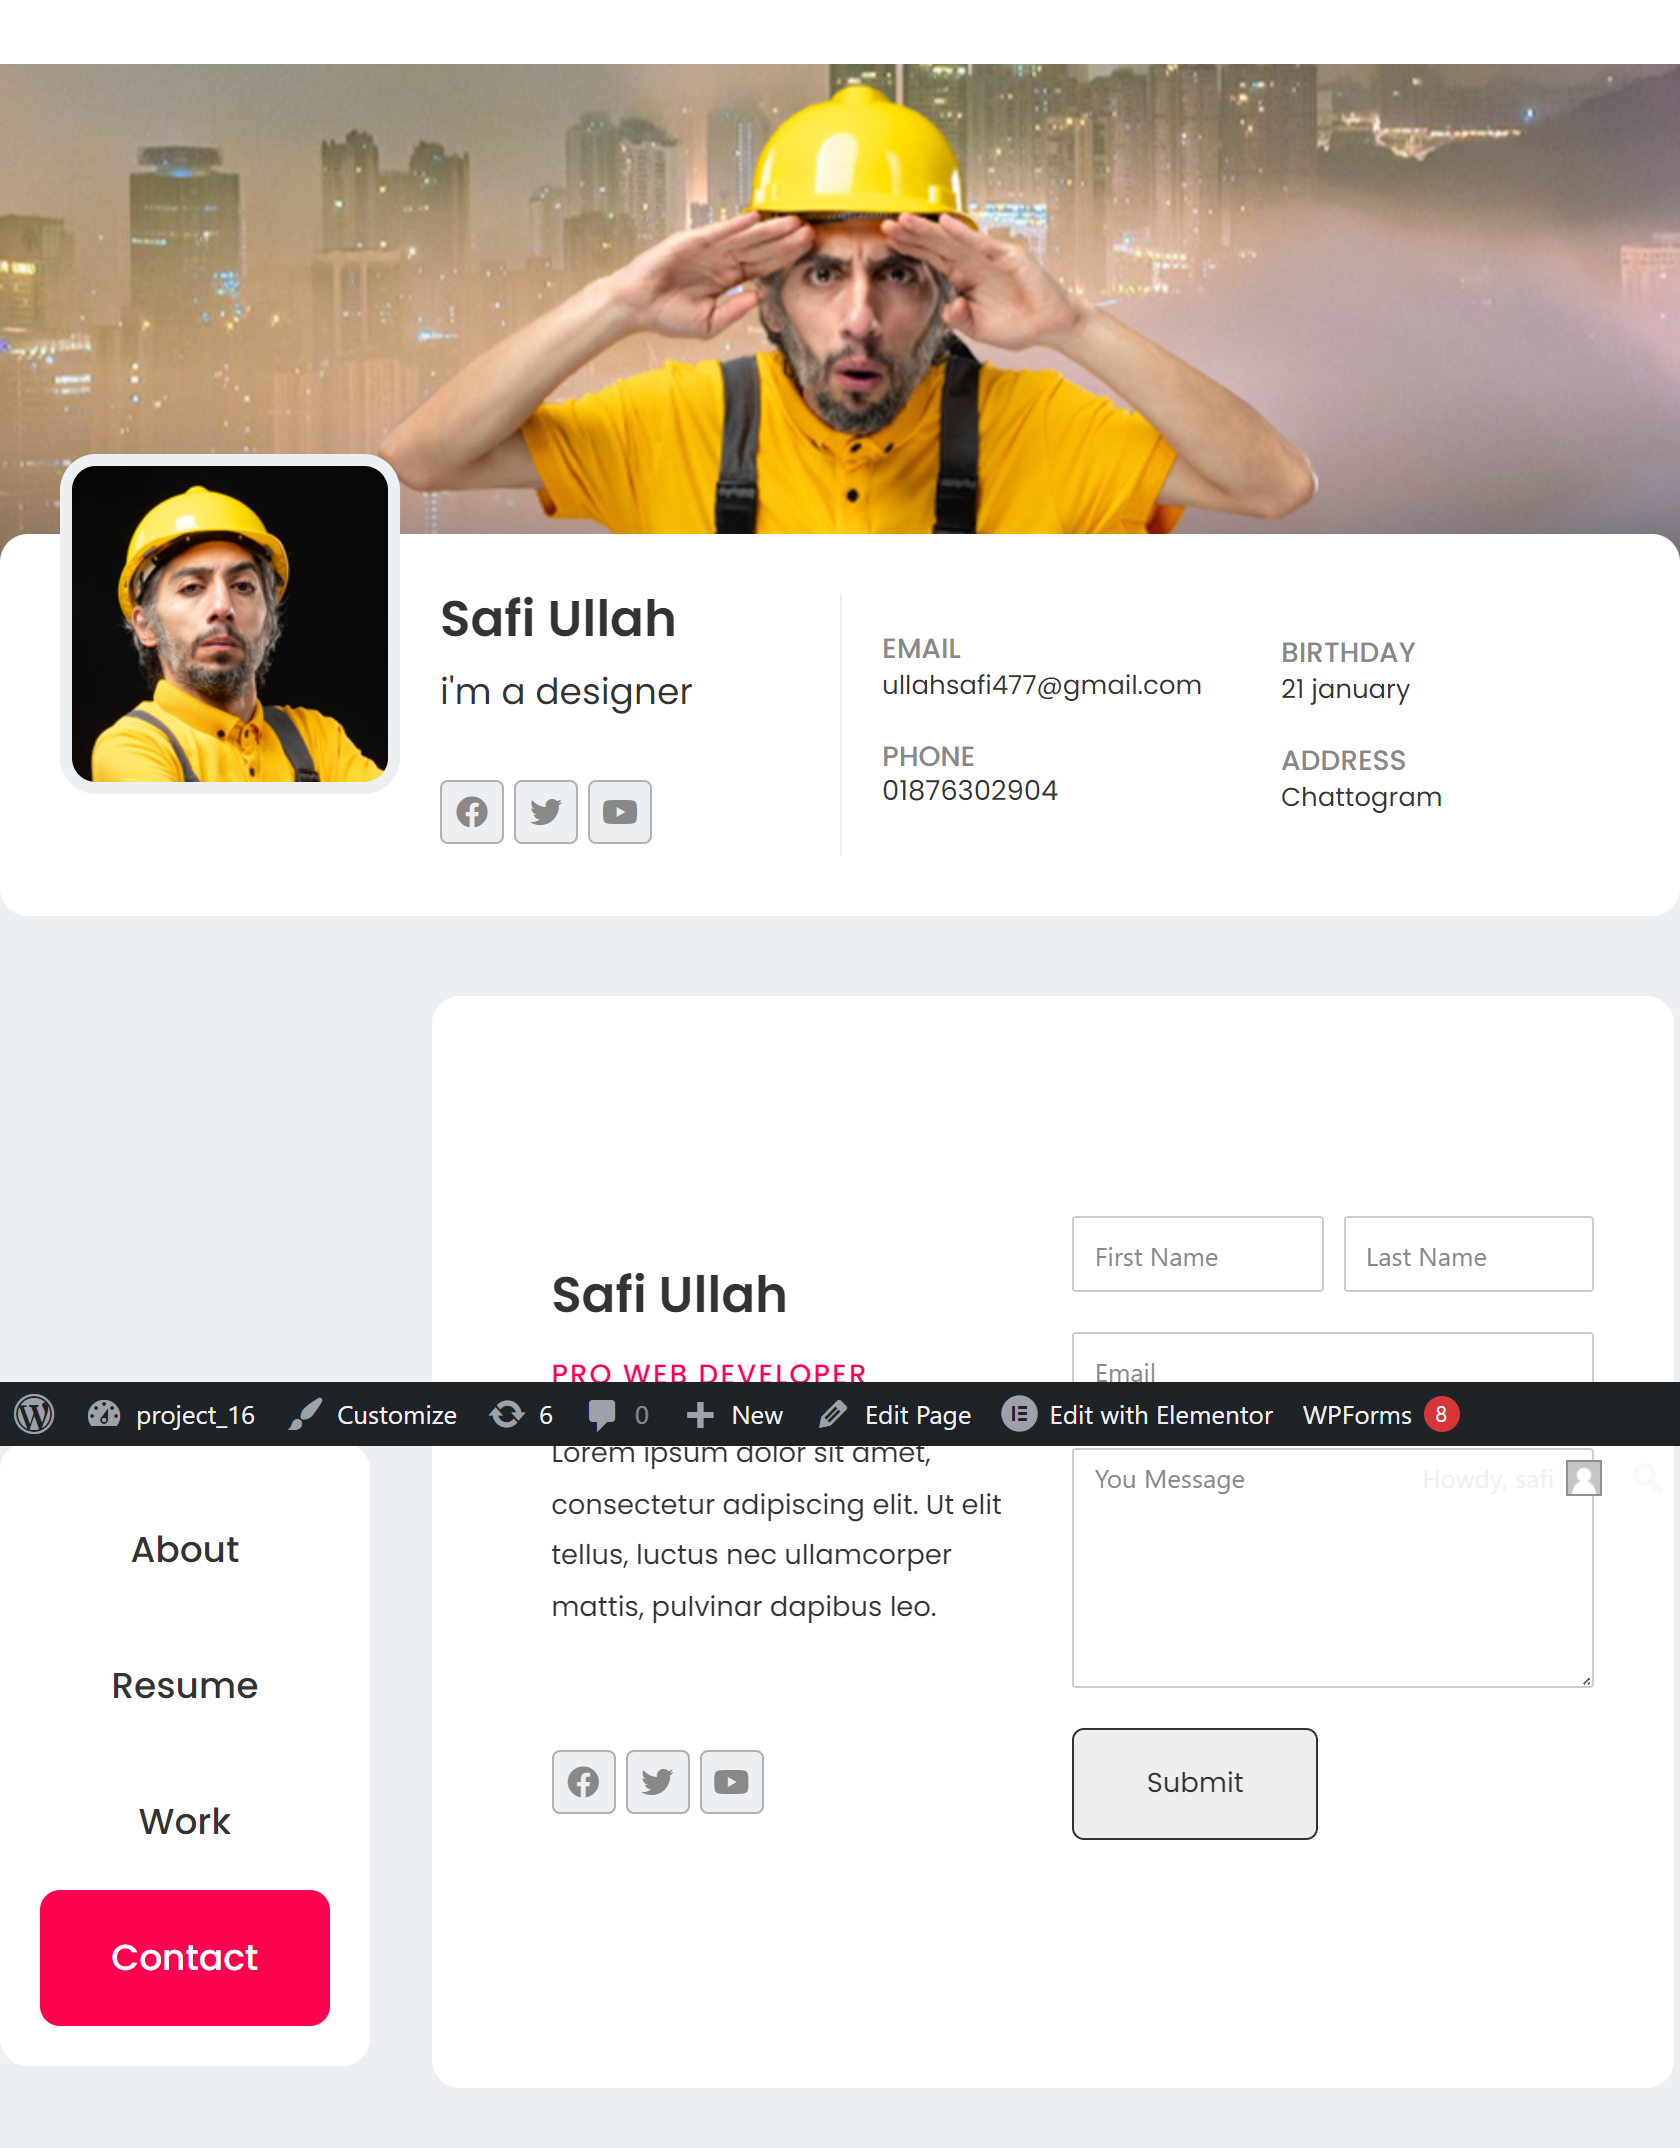 Safi Ullah
i'm a designer
EMAIL
ullahsafi477@gmail.com
PHONE
01876302904
BIRTHDAY
21 january
ADDRESS
Chattogram
Safi Ullah
PRO WEB DEVELOPER
First Name
Last Name
Email
project_16
Customize
6
0
New
Edit Page
Edit with Elementor
WPForms
8
Lorem ipsum dolor sit amet,
consectetur adipiscing elit. Ut elit
tellus, luctus nec ullamcorper
mattis, pulvinar dapibus leo.
You Message
Howdy, safi
Submit
About
Resume
Work
Contact